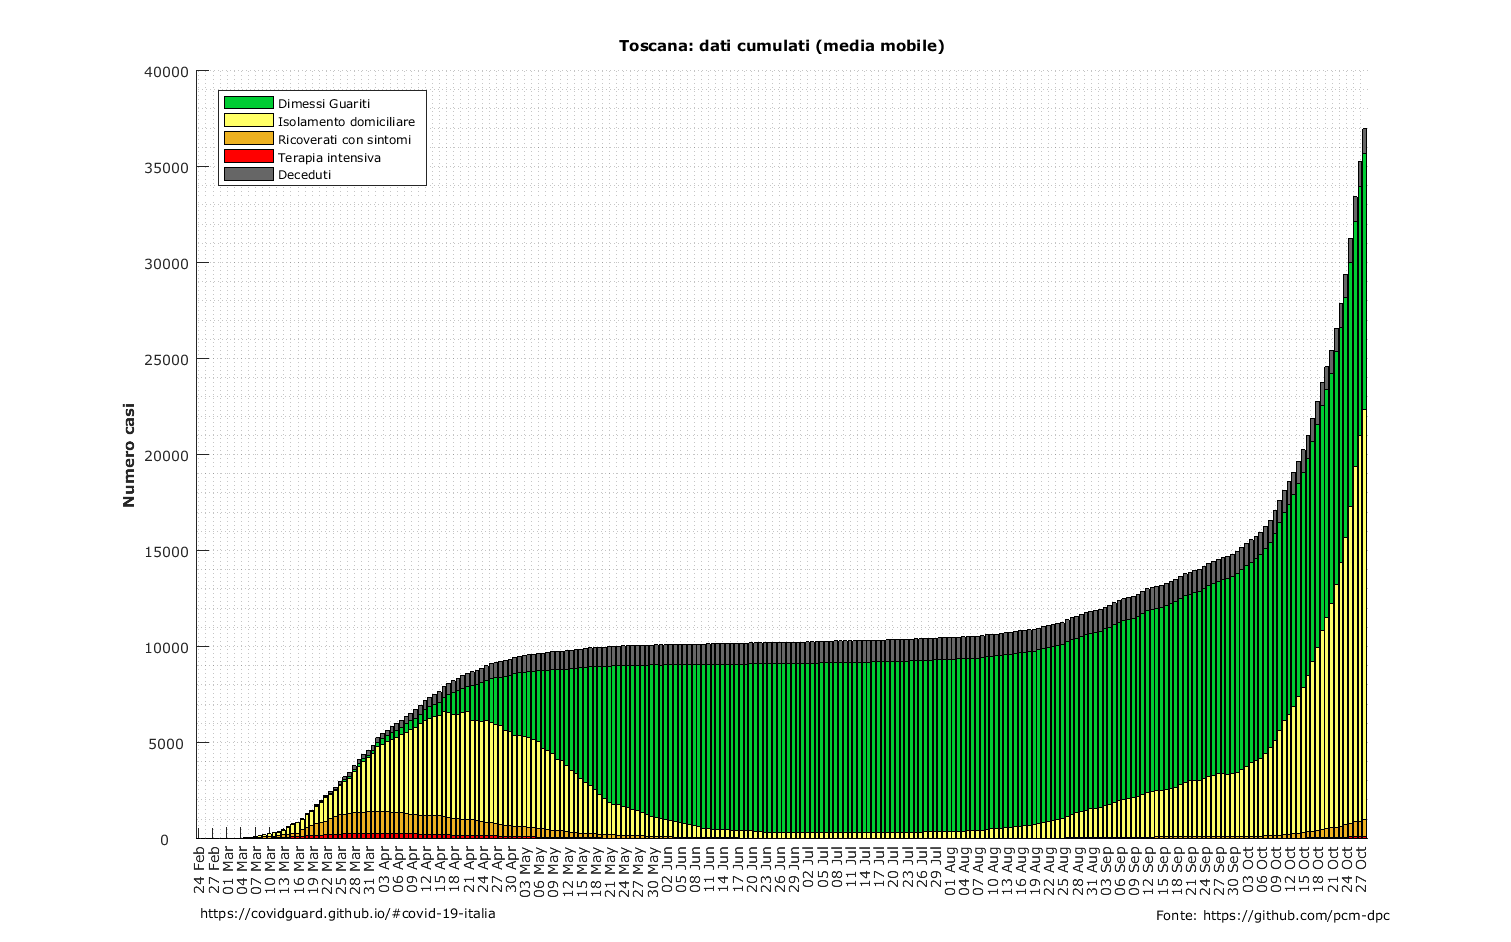 Toscana: dati cumulati (media mobile)
40000
35000
30000
25000
20000
15000
10000
5000
0
Numero casi
Dimessi Guariti
Isolamento domiciliare
Ricoverati con sintomi
Terapia intensiva
Deceduti
24 Feb
27 Feb
01 Mar
04 Mar
07 Mar
10 Mar
13 Mar
16 Mar
19 Mar
22 Mar
25 Mar
28 Mar
31 Mar
03 Apr
06 Apr
09 Apr
12 Apr
15 Apr
18 Apr
21 Apr
24 Apr
27 Apr
30 Apr
03 May
06 May
09 May
12 May
15 May
18 May
21 May
24 May
27 May
30 May
02 Jun
05 Jun
08 Jun
11 Jun
14 Jun
17 Jun
20 Jun
23 Jun
26 Jun
29 Jun
02 Jul
05 Jul
08 Jul
11 Jul
14 Jul
17 Jul
20 Jul
23 Jul
26 Jul
29 Jul
01 Aug
04 Aug
07 Aug
10 Aug
13 Aug
16 Aug
19 Aug
22 Aug
25 Aug
28 Aug
31 Aug
03 Sep
06 Sep
09 Sep
12 Sep
15 Sep
18 Sep
21 Sep
24 Sep
27 Sep
30 Sep
03 Oct
06 Oct
09 Oct
12 Oct
15 Oct
18 Oct
21 Oct
24 Oct
27 Oct
https://covidguard.github.io/#covid-19-italia
Fonte: https://github.com/pcm-dpc